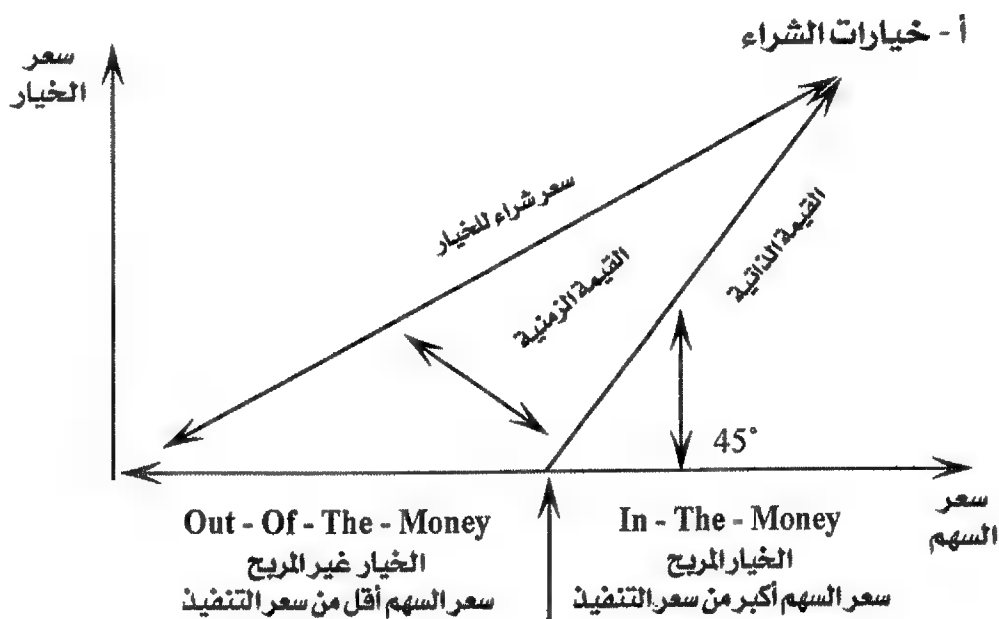 أ - خيارات الشراء
سعر
الخيار
سعر شراء للخيار
القيمة الزمنية
القيمة الذاتية
45°
سعر
السهم
In - The - Money
الخيار المربح
سعر السهم أكبر من سعر التنفيذ
Out - Of - The - Money
الخيار غير المربح
سعر السهم أقل من سعر التنفيذ